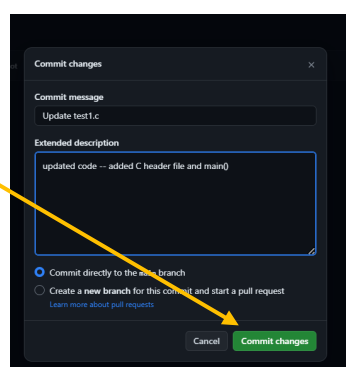 Commit changes
Commit message
Update test1.c
Extended description
updated code -- added C header file and main()
Commit directly to the main branch
Create a new branch for this commit and start a pull request
Learn more about pull requests
Cancel Commit changes